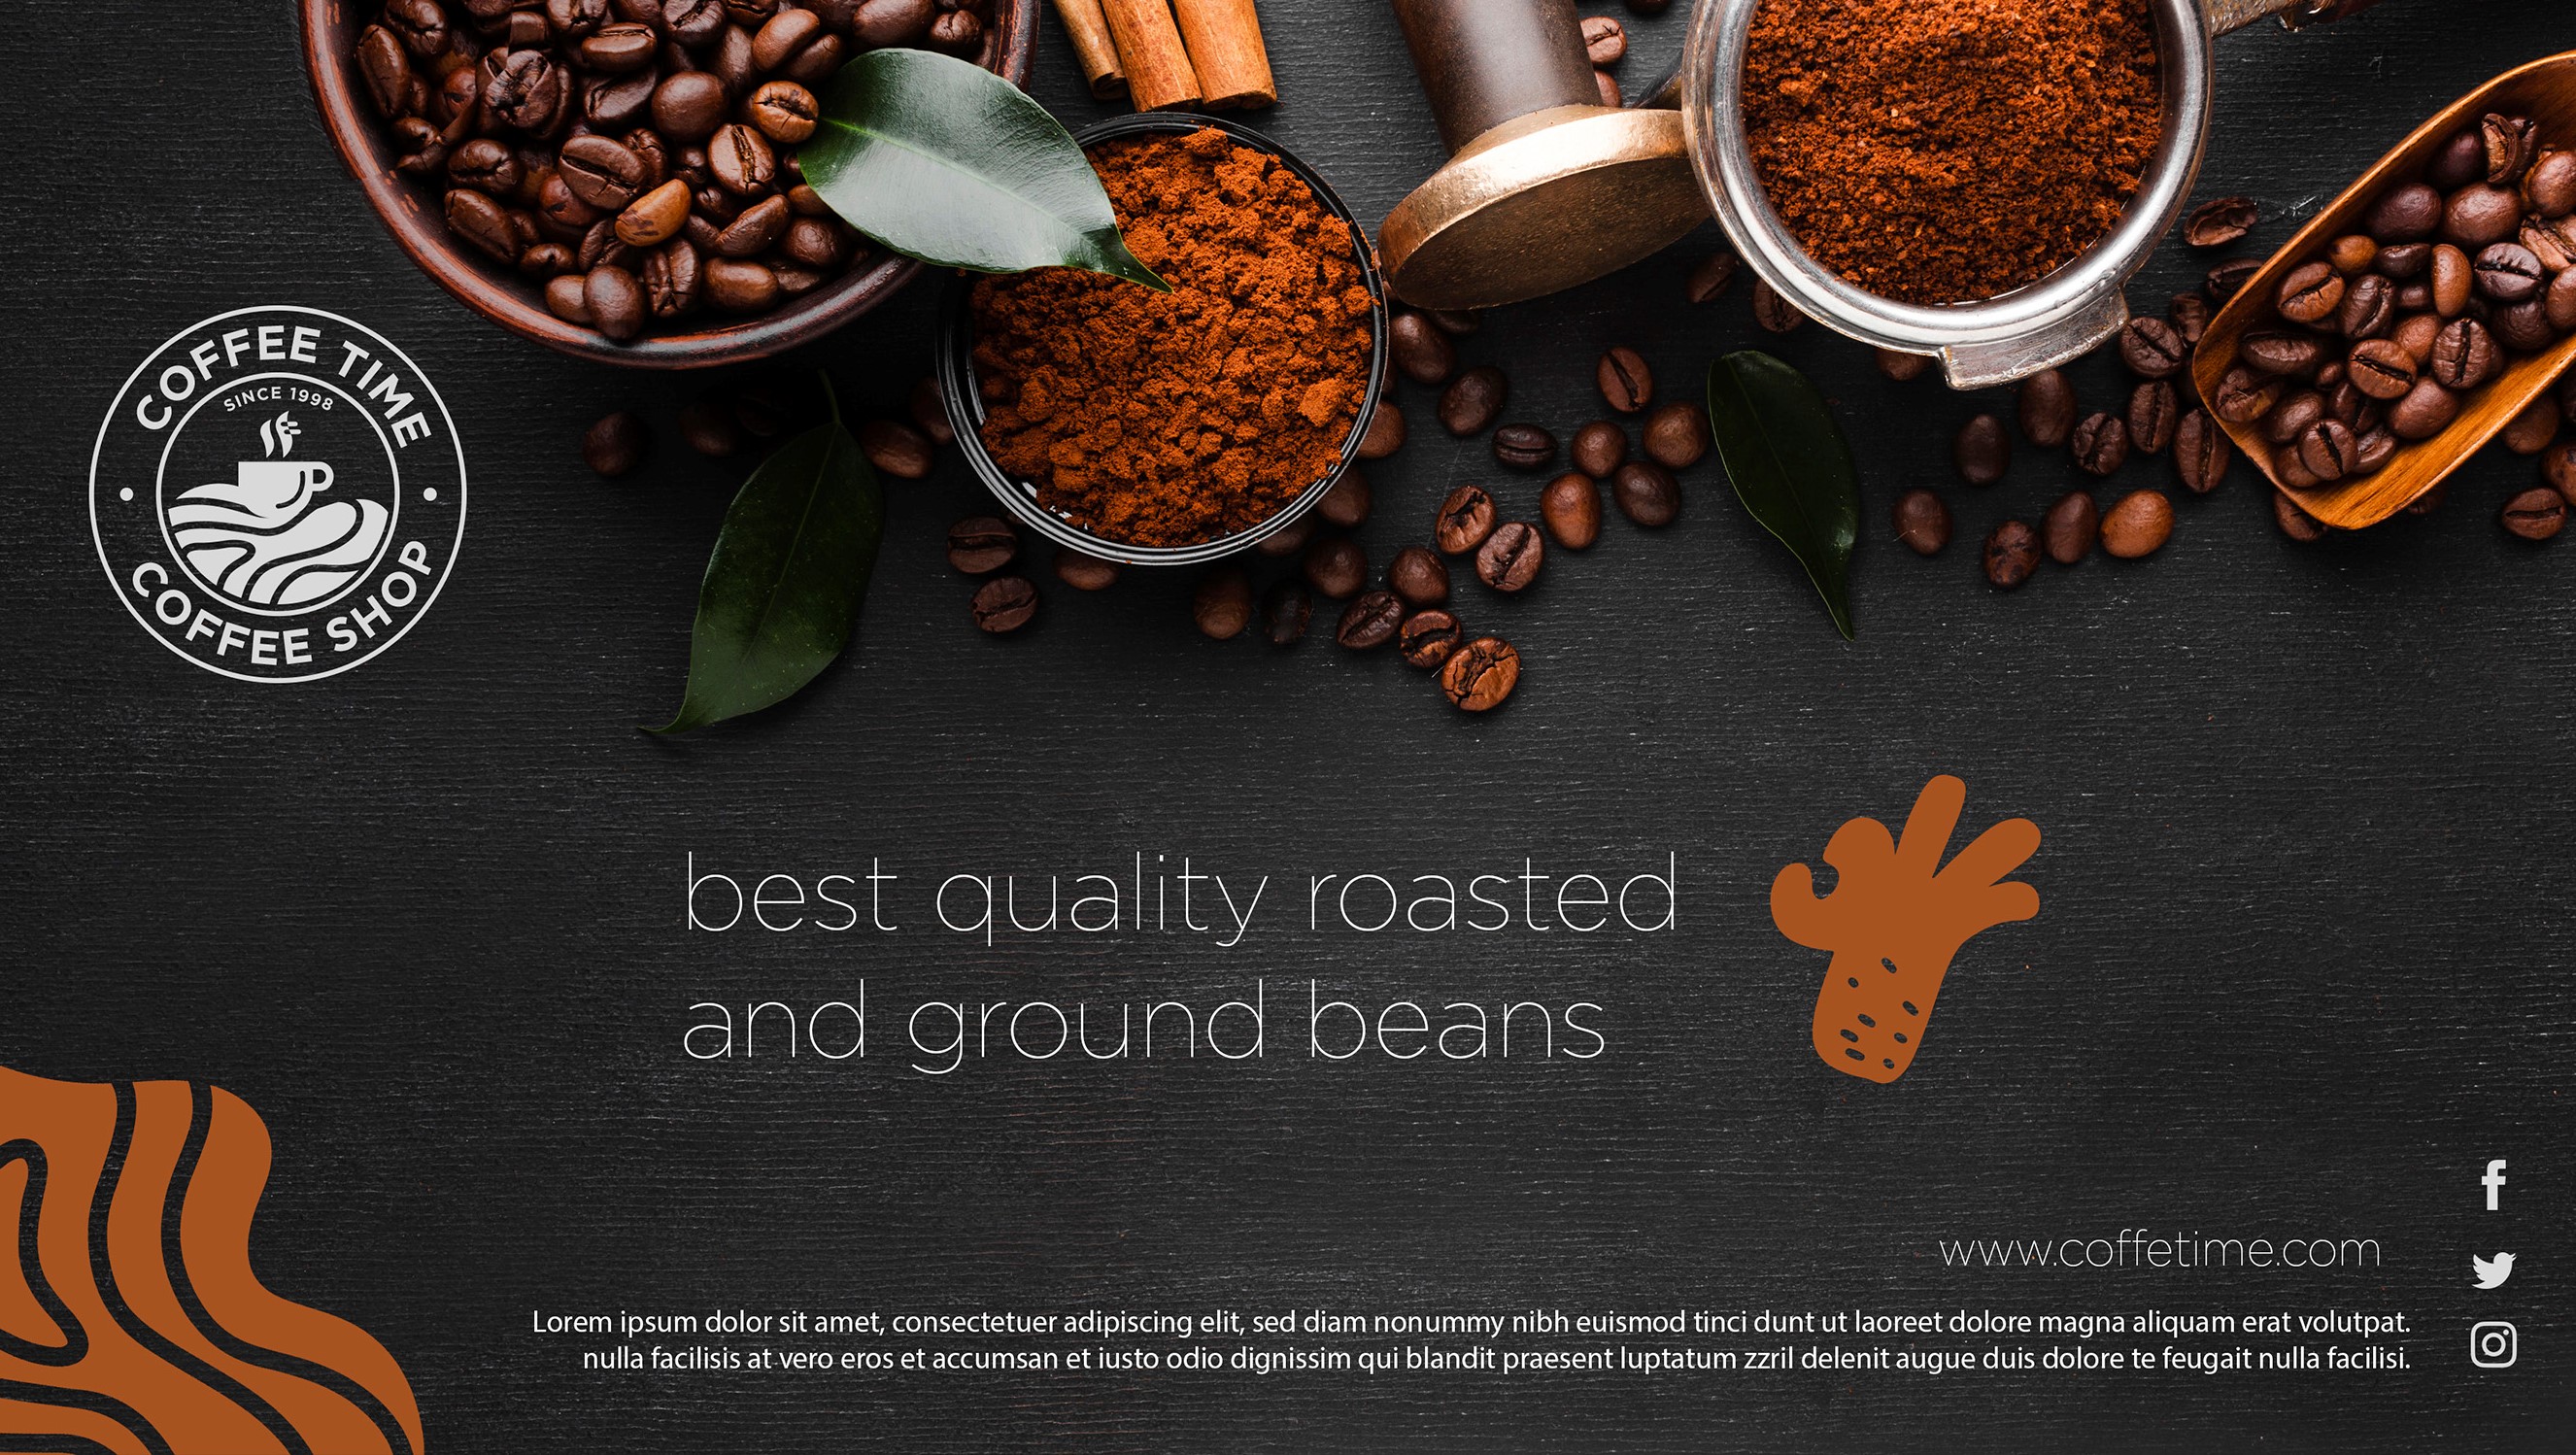 COFFEE TIME
SINCE 1998
COFFEE SHOP
best quality roasted
and ground beans
www.coffetime.com
Lorem ipsum dolor sit amet, consectetuer adipiscing elit, sed diam nonummy nibh euismod tinci dunt ut laoreet dolore magna aliquam erat volutpat.
nulla facilisis at vero eros et accumsan et iusto odio dignissim qui blandit praesent luptatum zzril delenit augue duis dolore te feugait nulla facilisi.